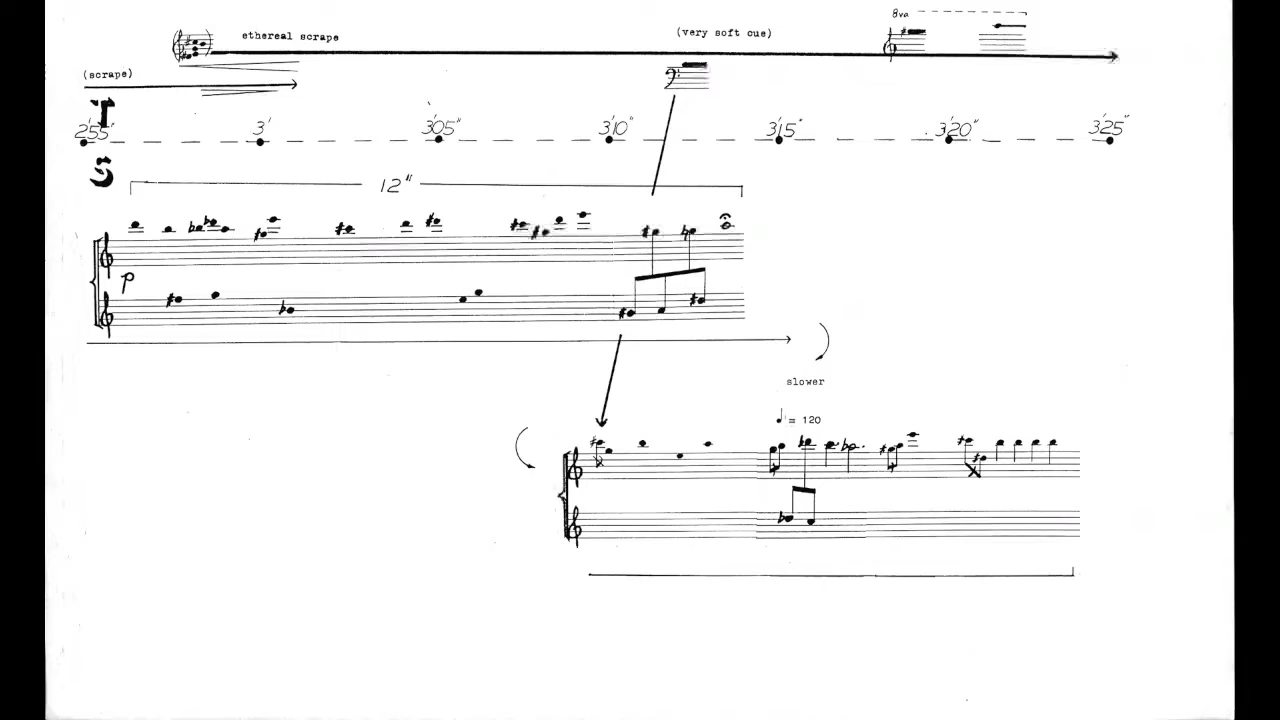 8va
ethereal scrape
(very soft cue)
(scrape)
T
2'55" 3' 3'05" 3'10" 3'15" 3'20" 3'25"
S
12"
p
slower
= 120